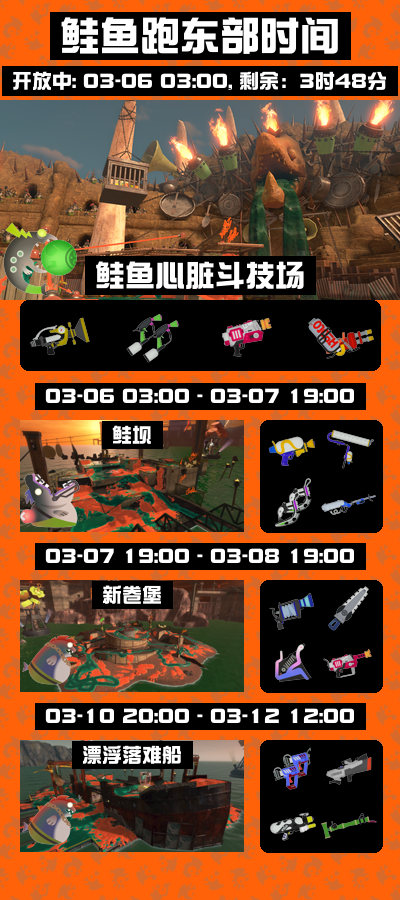 鲑鱼跑东部时间
开放中: 03-06 03:00, 剩余: 3时48分
鲑鱼心脏斗技场
03-06 03:00 - 03-07 19:00
鲑坝
03-07 19:00 - 03-08 19:00
新卷堡
03-10 20:00 - 03-12 12:00
漂浮落难船